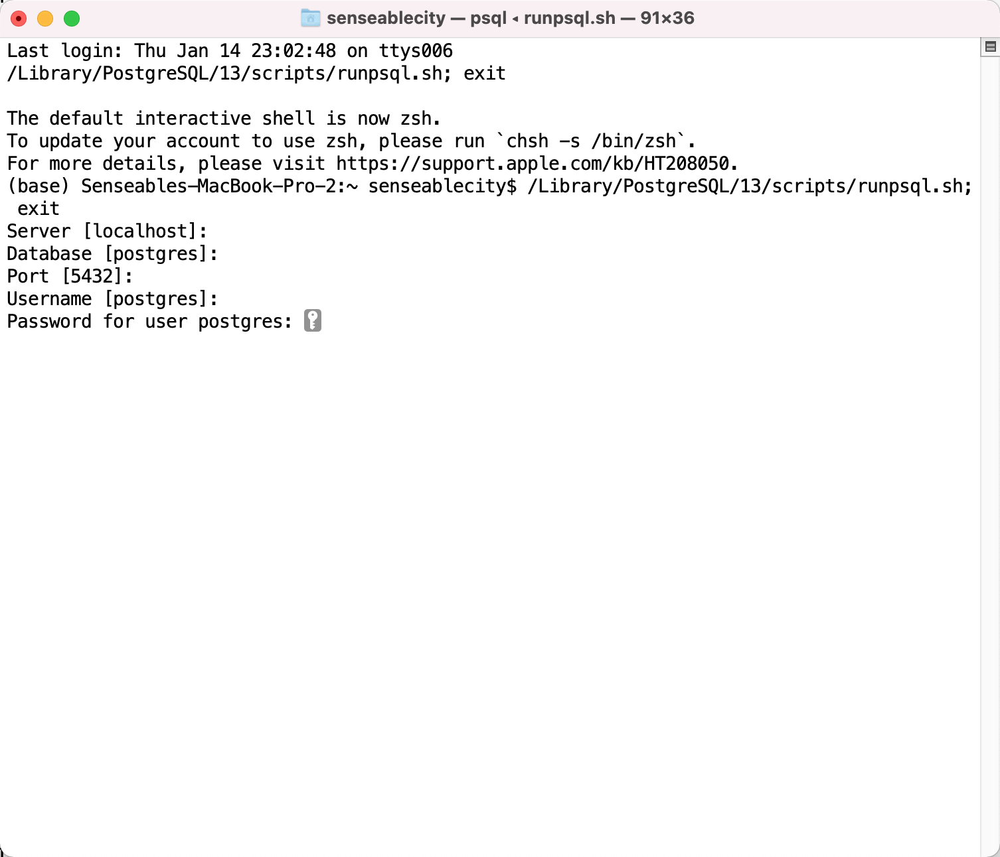 senseablecity — psql ◂ runpsql.sh — 91×36
Last login: Thu Jan 14 23:02:48 on ttys006
/Library/PostgreSQL/13/scripts/runpsql.sh; exit
The default interactive shell is now zsh.
To update your account to use zsh, please run `chsh -s /bin/zsh`.
For more details, please visit https://support.apple.com/kb/HT208050.
(base) Senseables-MacBook-Pro-2:~ senseablecity$ /Library/PostgreSQL/13/scripts/runpsql.sh;
 exit
Server [localhost]:
Database [postgres]:
Port [5432]:
Username [postgres]:
Password for user postgres: